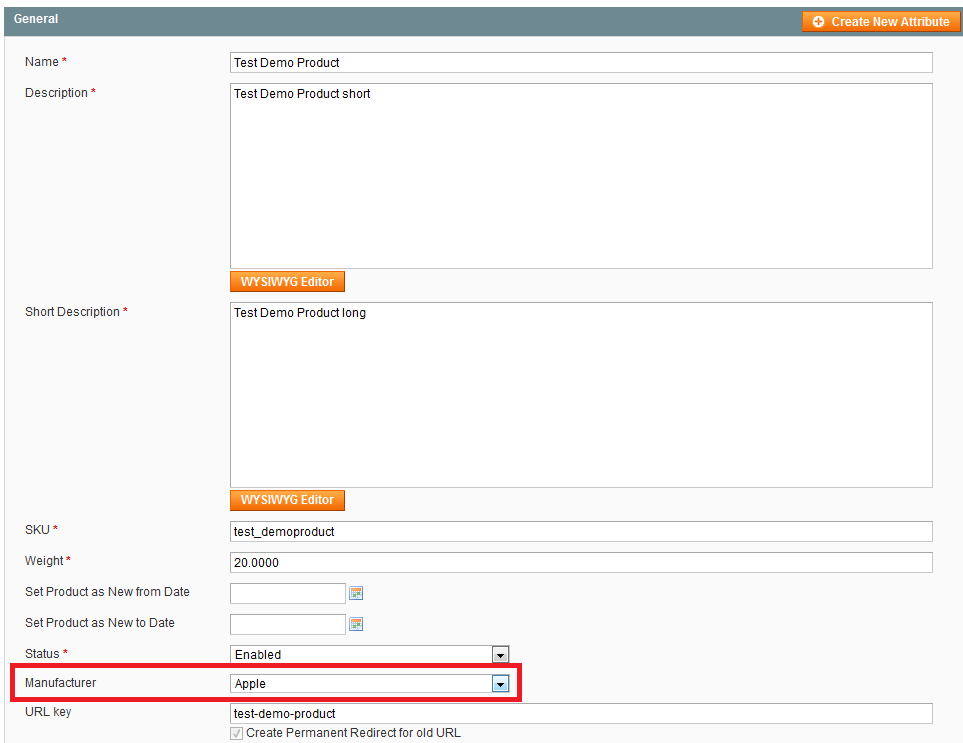 General
Create New Attribute
Name *
Test Demo Product
Description *
Test Demo Product short
WYSIWYG Editor
Short Description *
Test Demo Product long
WYSIWYG Editor
SKU *
test_demoproduct
Weight *
20.0000
Set Product as New from Date
Set Product as New to Date
Status *
Enabled
Manufacturer
Apple
URL key
test-demo-product
Create Permanent Redirect for old URL